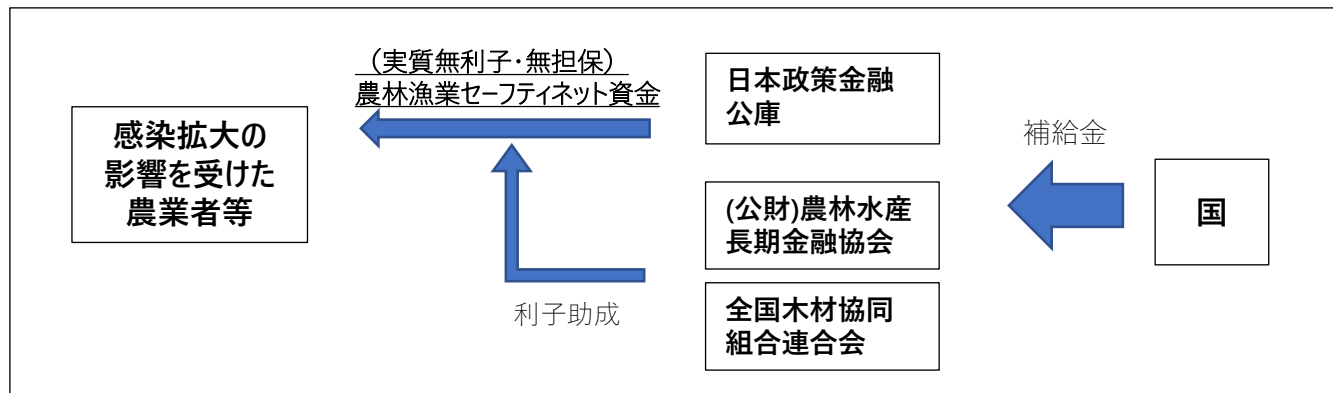 （実質無利子・無担保）
農林漁業セーフティネット資金
感染拡大の
影響を受けた
農業者等
日本政策金融
公庫
(公財)農林水産
長期金融協会
全国木材協同
組合連合会
利子助成
補給金
国